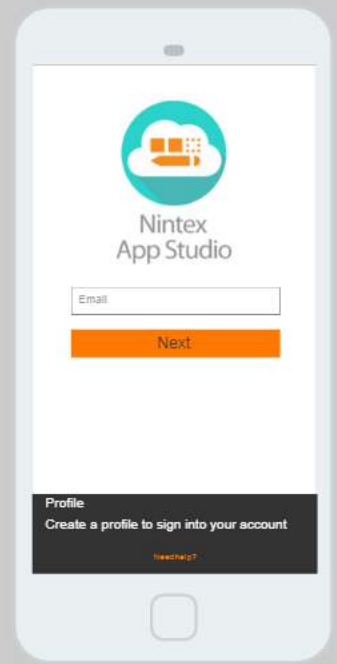 Nintex
App Studio
Email
Next
Profile
Create a profile to sign into your account
Need help?